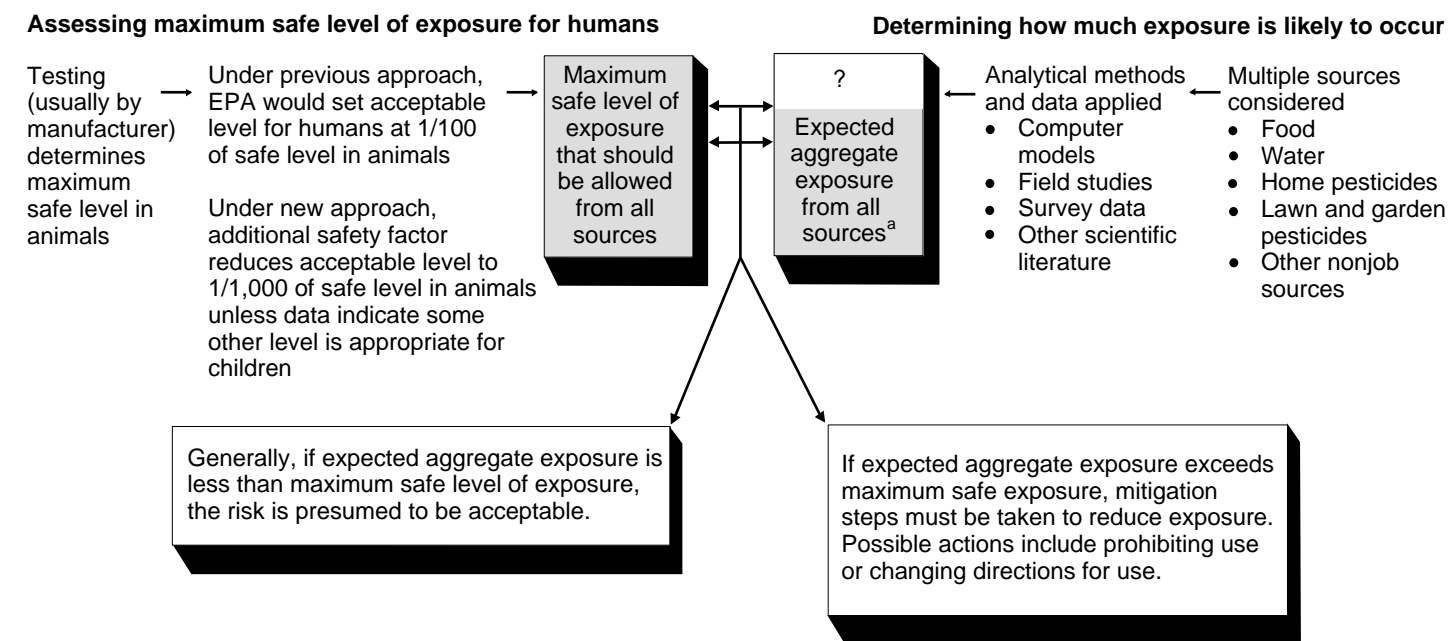 Assessing maximum safe level of exposure for humans
Determining how much exposure is likely to occur
Testing
(usually by
manufacturer)
determines
maximum
safe level in
animals
Under previous approach,
EPA would set acceptable
level for humans at 1/100
of safe level in animals
Under new approach,
additional safety factor
reduces acceptable level to
1/1,000 of safe level in animals
unless data indicate some
other level is appropriate for
children
Maximum
safe level of
exposure
that should
be allowed
from all
sources
?
Expected
aggregate
exposure
from all
sourcesᵃ
Analytical methods
and data applied
• Computer
models
• Field studies
• Survey data
• Other scientific
literature
Multiple sources
considered
• Food
• Water
• Home pesticides
• Lawn and garden
pesticides
• Other nonjob
sources
Generally, if expected aggregate exposure is
less than maximum safe level of exposure,
the risk is presumed to be acceptable.
If expected aggregate exposure exceeds
maximum safe exposure, mitigation
steps must be taken to reduce exposure.
Possible actions include prohibiting use
or changing directions for use.